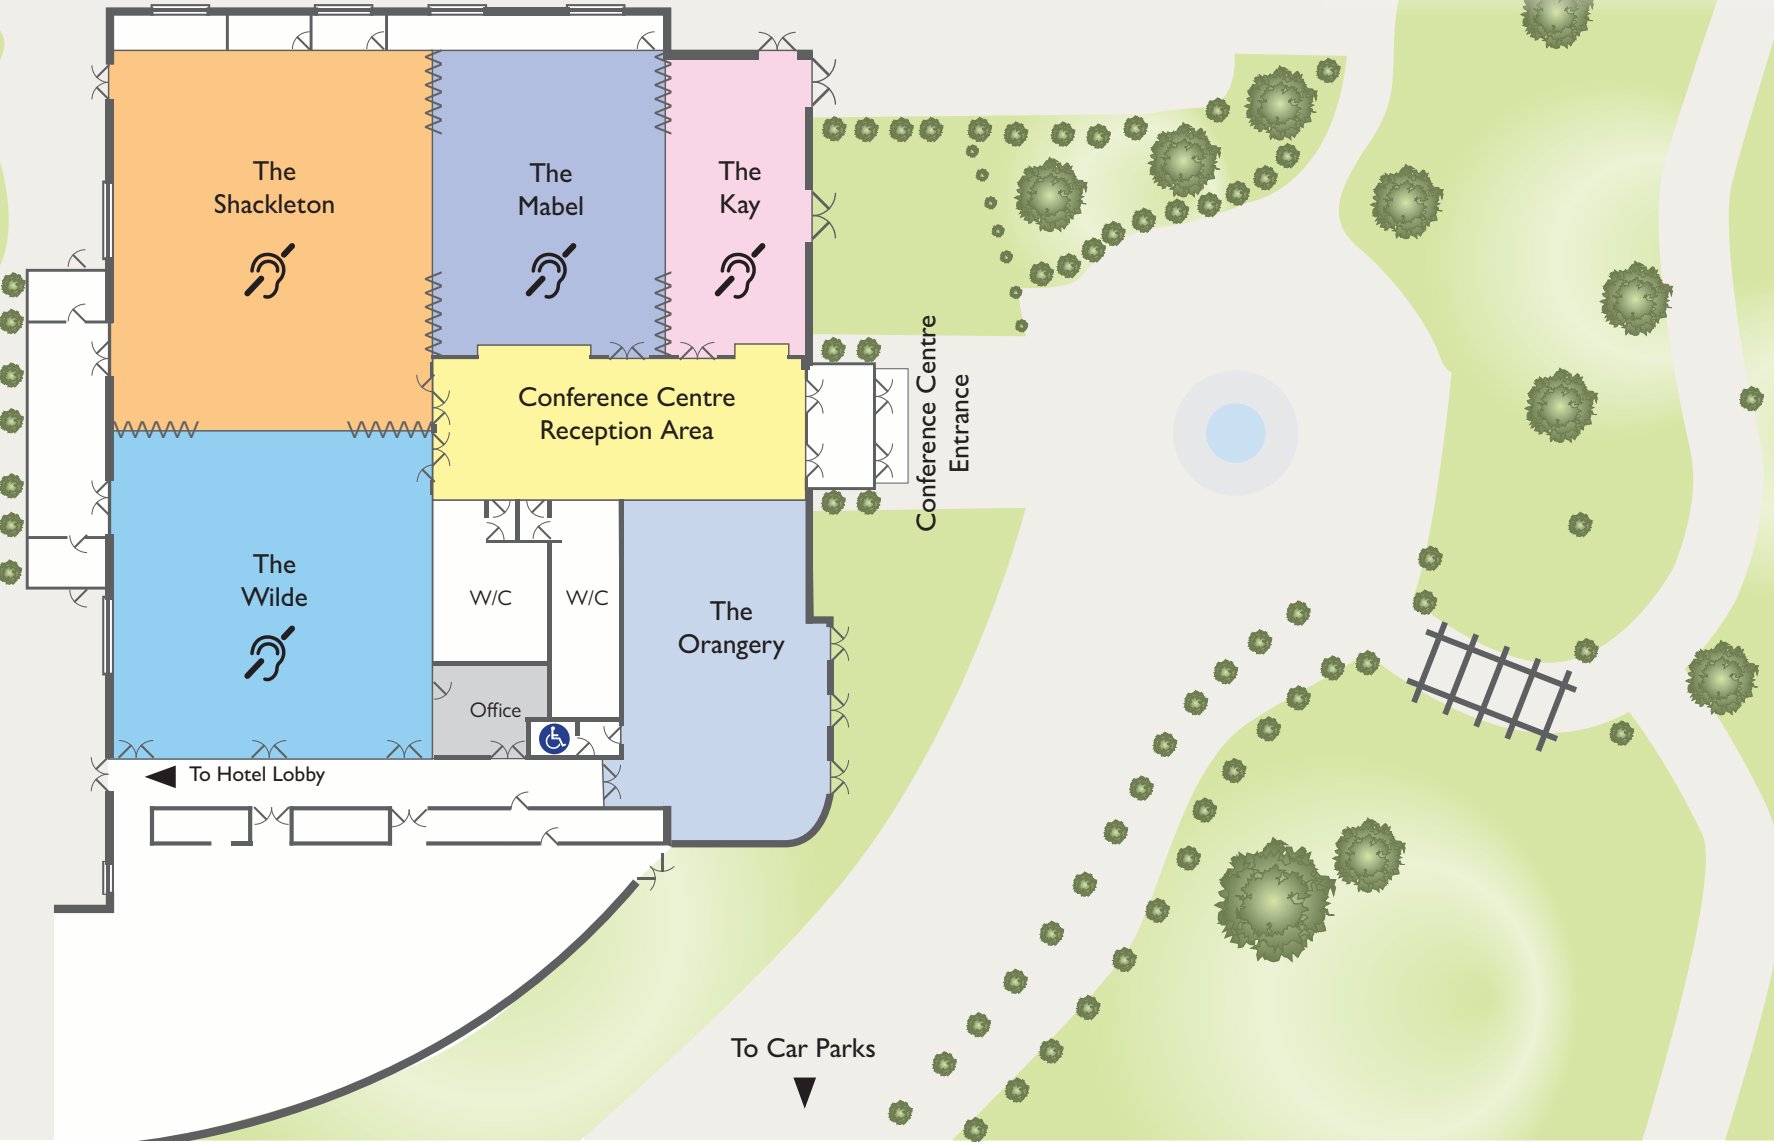 The
Shackleton
The
Mabel
The
Kay
Conference Centre
Reception Area
Conference Centre
Entrance
The
Wilde
W/C
W/C
The
Orangery
Office
To Hotel Lobby
To Car Parks